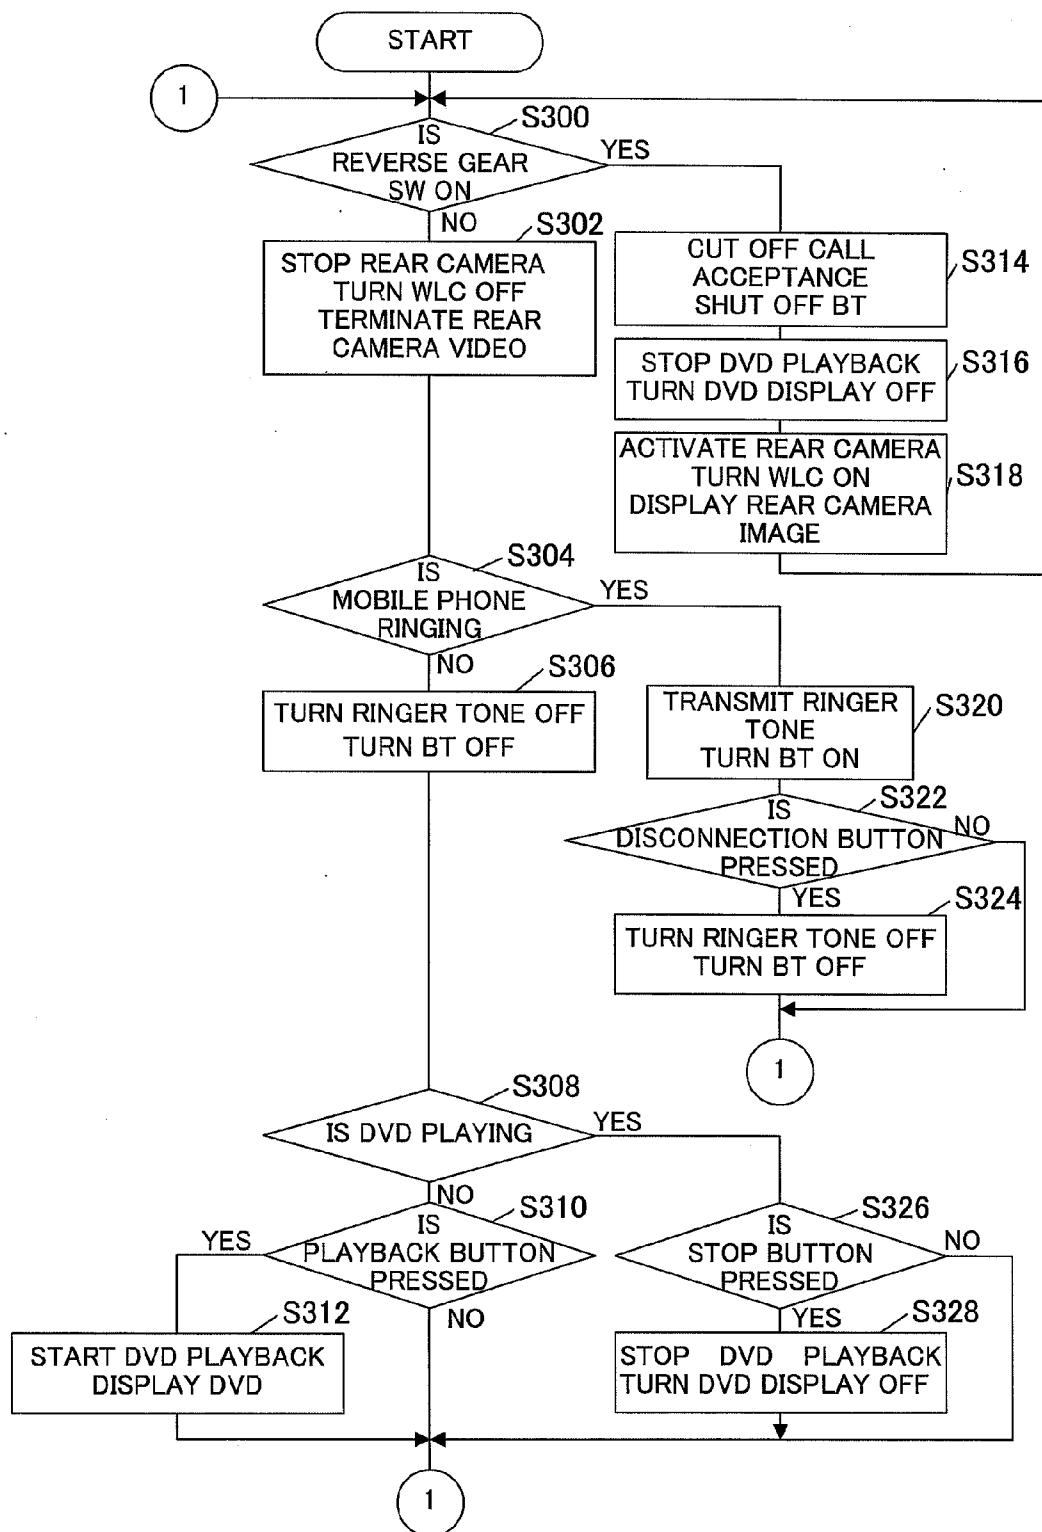 START
1
S300
IS
REVERSE GEAR
SW ON
YES
NO
S302
STOP REAR CAMERA
TURN WLC OFF
TERMINATE REAR
CAMERA VIDEO
CUT OFF CALL
ACCEPTANCE
SHUT OFF BT
S314
STOP DVD PLAYBACK
TURN DVD DISPLAY OFF
S316
ACTIVATE REAR CAMERA
TURN WLC ON
DISPLAY REAR CAMERA
IMAGE
S318
S304
IS
MOBILE PHONE
RINGING
YES
NO
S306
TURN RINGER TONE OFF
TURN BT OFF
TRANSMIT RINGER
TONE
TURN BT ON
S320
S322
IS
DISCONNECTION BUTTON
PRESSED
NO
YES
S324
TURN RINGER TONE OFF
TURN BT OFF
1
S308
IS DVD PLAYING
YES
NO
S310
IS
PLAYBACK BUTTON
PRESSED
YES
NO
S312
START DVD PLAYBACK
DISPLAY DVD
S326
IS
STOP BUTTON
PRESSED
NO
YES
S328
STOP DVD PLAYBACK
TURN DVD DISPLAY OFF
1